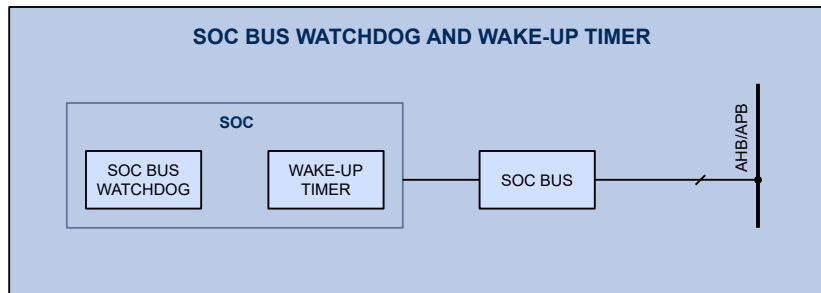 SOC BUS WATCHDOG AND WAKE-UP TIMER
SOC
SOC BUS
WATCHDOG
WAKE-UP
TIMER
SOC BUS
AHB/APB